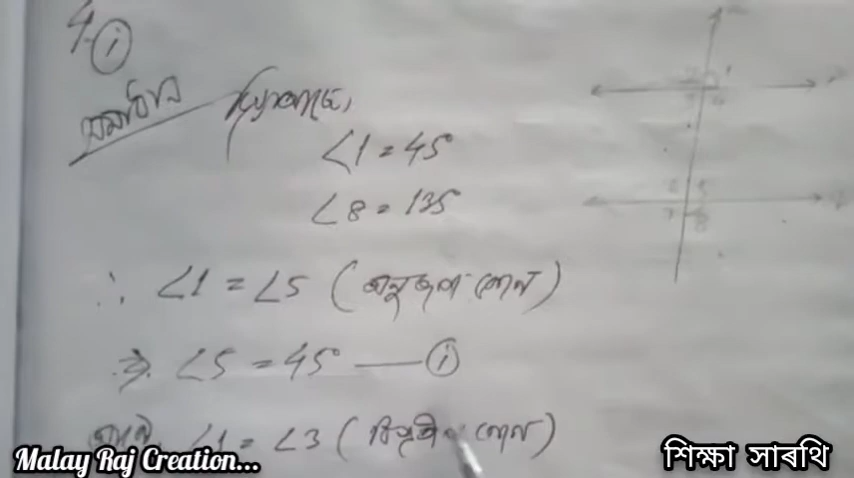 4. (i)
সমাধান
দিয়া আছে,
∠1 = 45°
∠8 = 135°
∴ ∠1 = ∠5 (অনুৰূপ কোণ)
⇒ ∠5 = 45° —— (i)
∠1 = ∠3 (বিপ্ৰতীপ কোণ)
Malay Raj Creation...
শিক্ষা সাৰথি